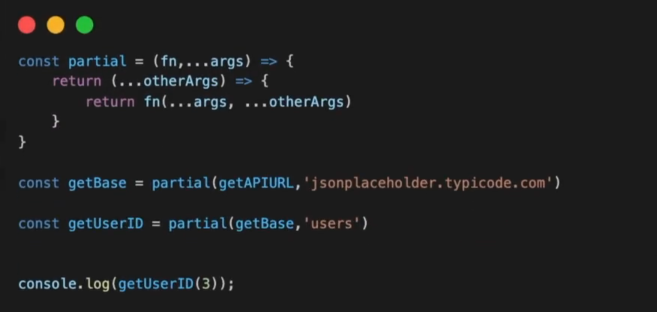 const partial = (fn,...args) => {
    return (...otherArgs) => {
        return fn(...args, ...otherArgs)
    }
}
const getBase = partial(getAPIURL,'jsonplaceholder.typicode.com')
const getUserID = partial(getBase,'users')
console.log(getUserID(3));